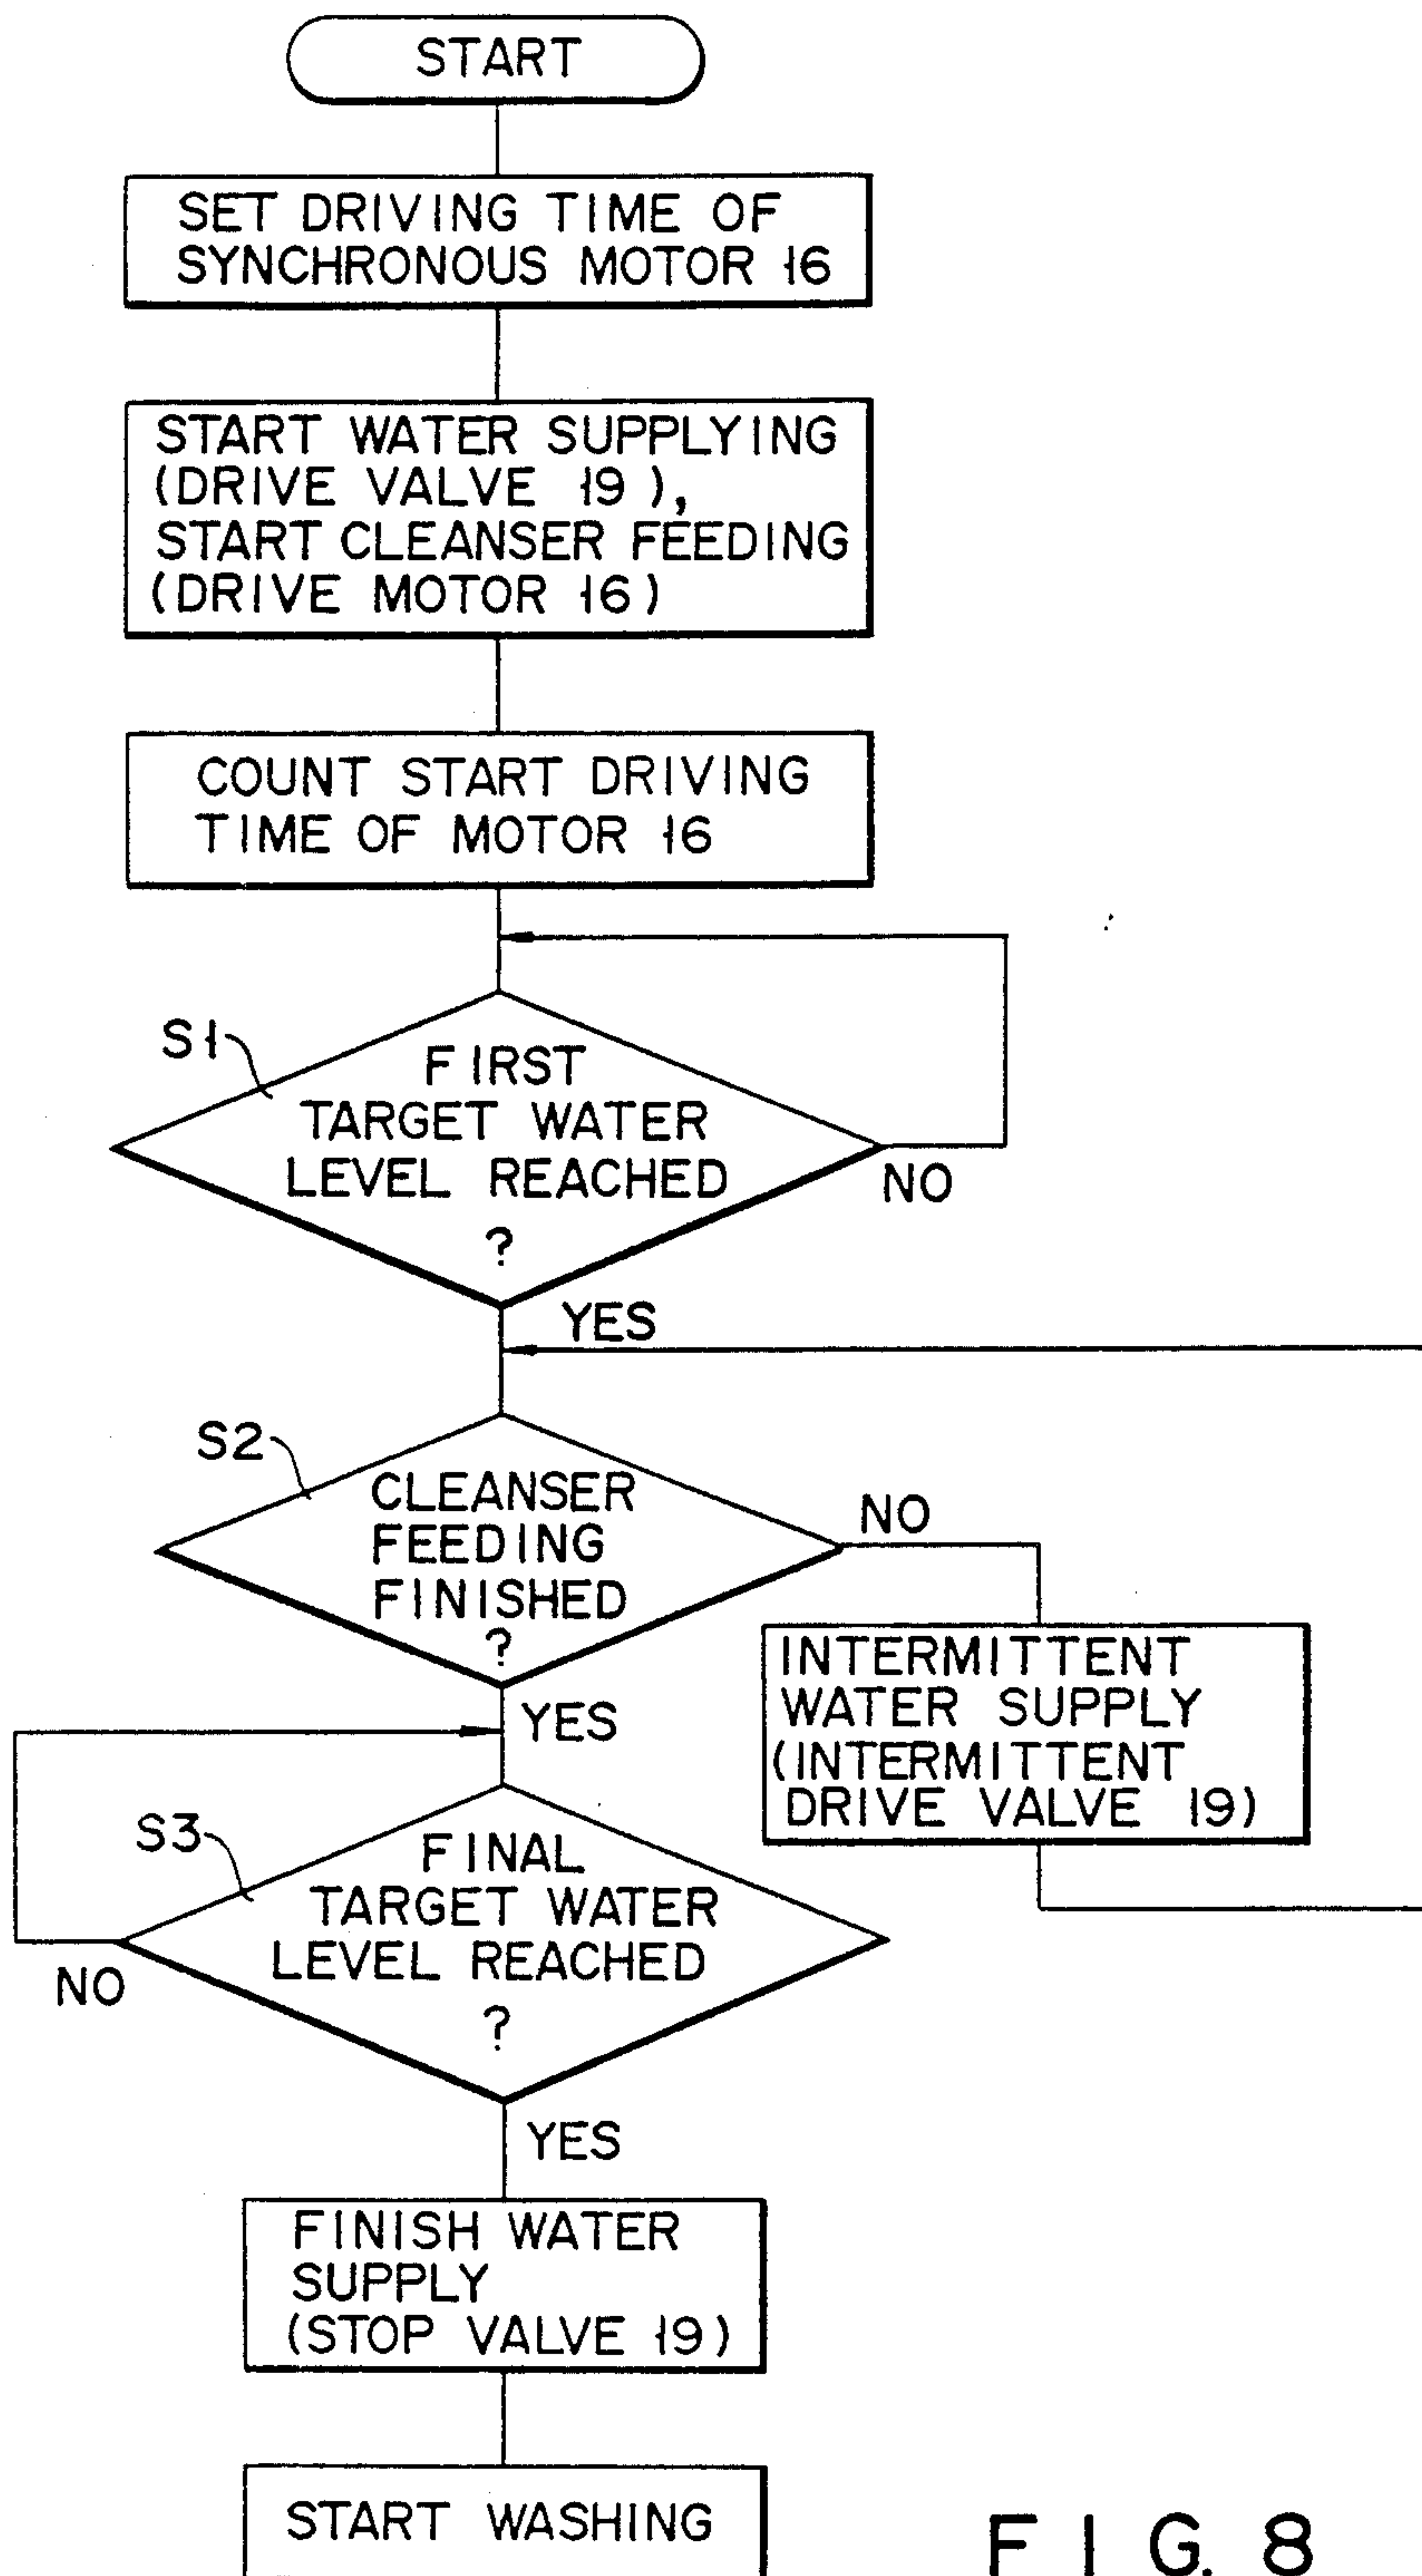 START
SET DRIVING TIME OF
SYNCHRONOUS MOTOR 16
START WATER SUPPLYING
(DRIVE VALVE 19),
START CLEANSER FEEDING
(DRIVE MOTOR 16)
COUNT START DRIVING
TIME OF MOTOR 16
S1
FIRST
TARGET WATER
LEVEL REACHED
?
NO
YES
S2
CLEANSER
FEEDING
FINISHED
?
NO
INTERMITTENT
WATER SUPPLY
(INTERMITTENT
DRIVE VALVE 19)
YES
S3
FINAL
TARGET WATER
LEVEL REACHED
?
NO
YES
FINISH WATER
SUPPLY
(STOP VALVE 19)
START WASHING
FIG. 8